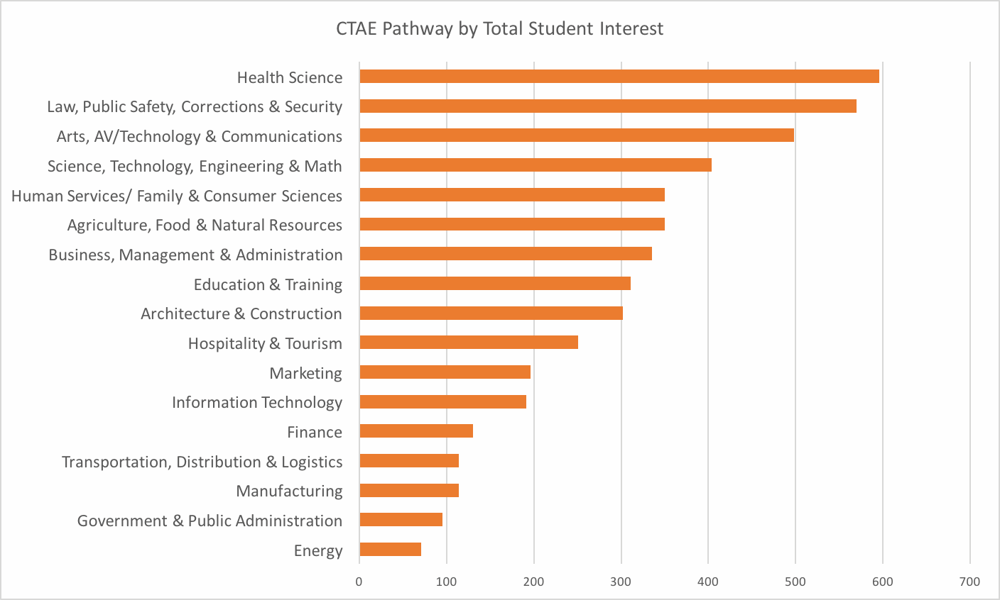 CTAE Pathway by Total Student Interest
Health Science
Law, Public Safety, Corrections & Security
Arts, AV/Technology & Communications
Science, Technology, Engineering & Math
Human Services/ Family & Consumer Sciences
Agriculture, Food & Natural Resources
Business, Management & Administration
Education & Training
Architecture & Construction
Hospitality & Tourism
Marketing
Information Technology
Finance
Transportation, Distribution & Logistics
Manufacturing
Government & Public Administration
Energy
0 100 200 300 400 500 600 700